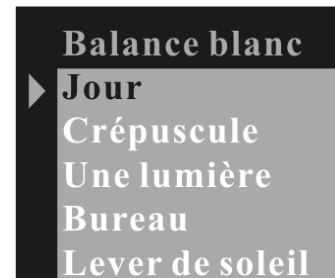 Balance blanc
Jour
Crépuscule
Une lumière
Bureau
Lever de soleil